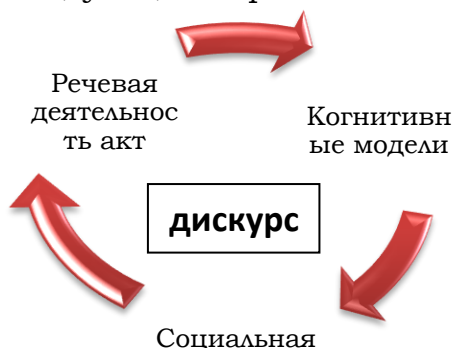 Речевая
деятельнос
ть акт
Когнитивн
ые модели
дискурс
Социальная